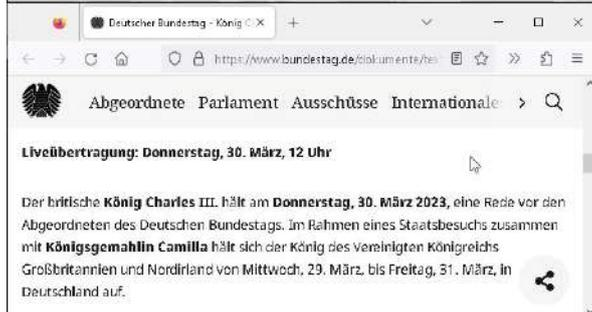 Deutscher Bundestag - König C
https://www.bundestag.de/dokumente/tex
Abgeordnete Parlament Ausschüsse Internationale
Liveübertragung: Donnerstag, 30. März, 12 Uhr
Der britische König Charles III. hält am Donnerstag, 30. März 2023, eine Rede vor den
Abgeordneten des Deutschen Bundestags. Im Rahmen eines Staatsbesuchs zusammen
mit Königsgemahlin Camilla hält sich der König des Vereinigten Königreichs
Großbritannien und Nordirland von Mittwoch, 29. März, bis Freitag, 31. März, in
Deutschland auf.